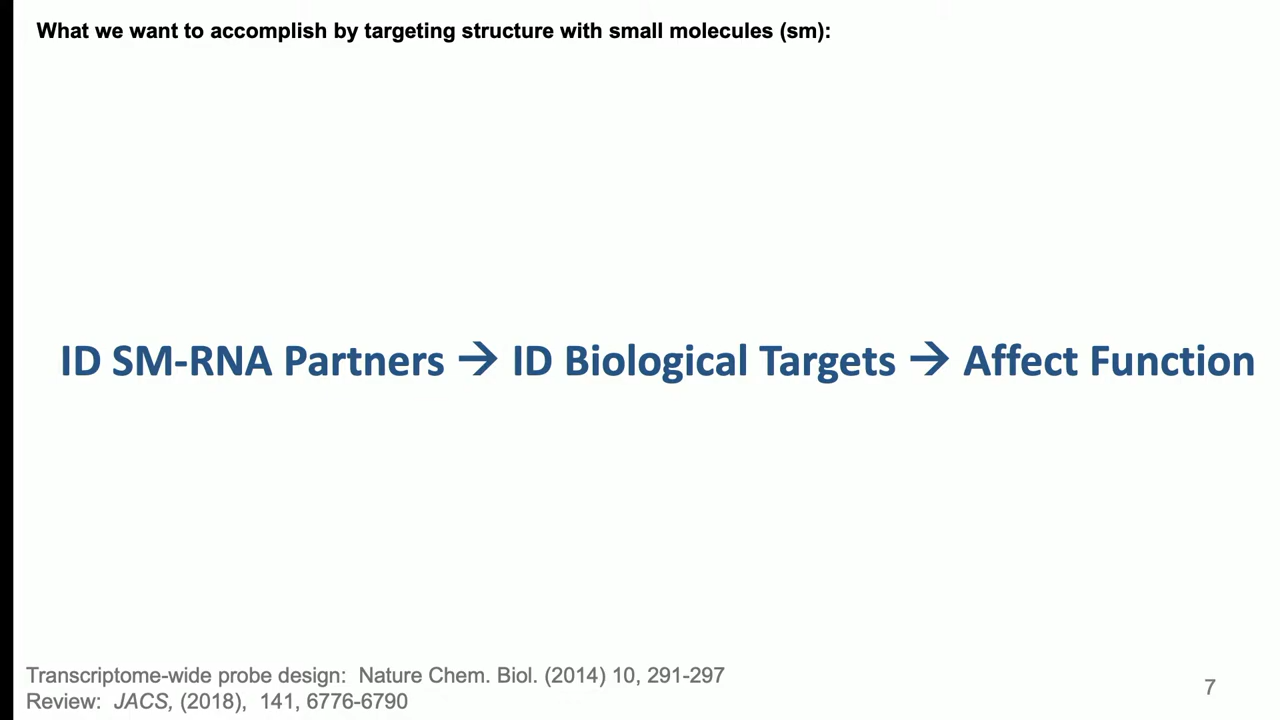 What we want to accomplish by targeting structure with small molecules (sm):
ID SM-RNA Partners → ID Biological Targets → Affect Function
Transcriptome-wide probe design: Nature Chem. Biol. (2014) 10, 291-297
Review: JACS, (2018), 141, 6776-6790
7